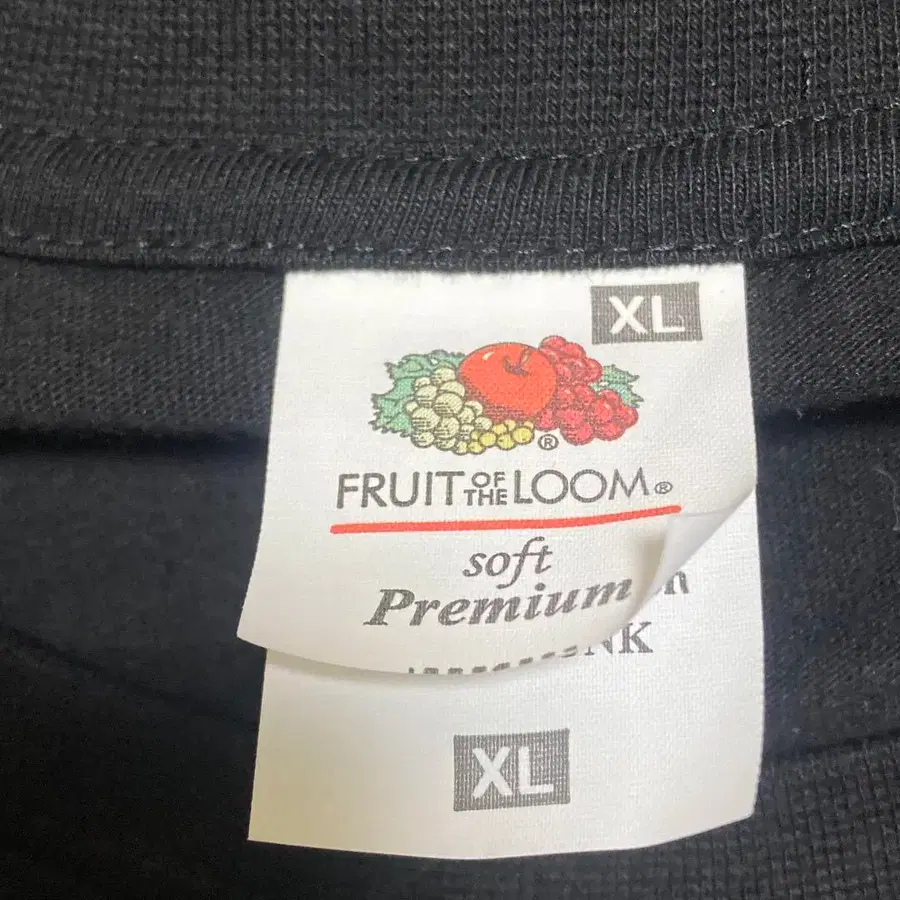 XL
FRUIT OF THE LOOM®
soft
Premium
XL